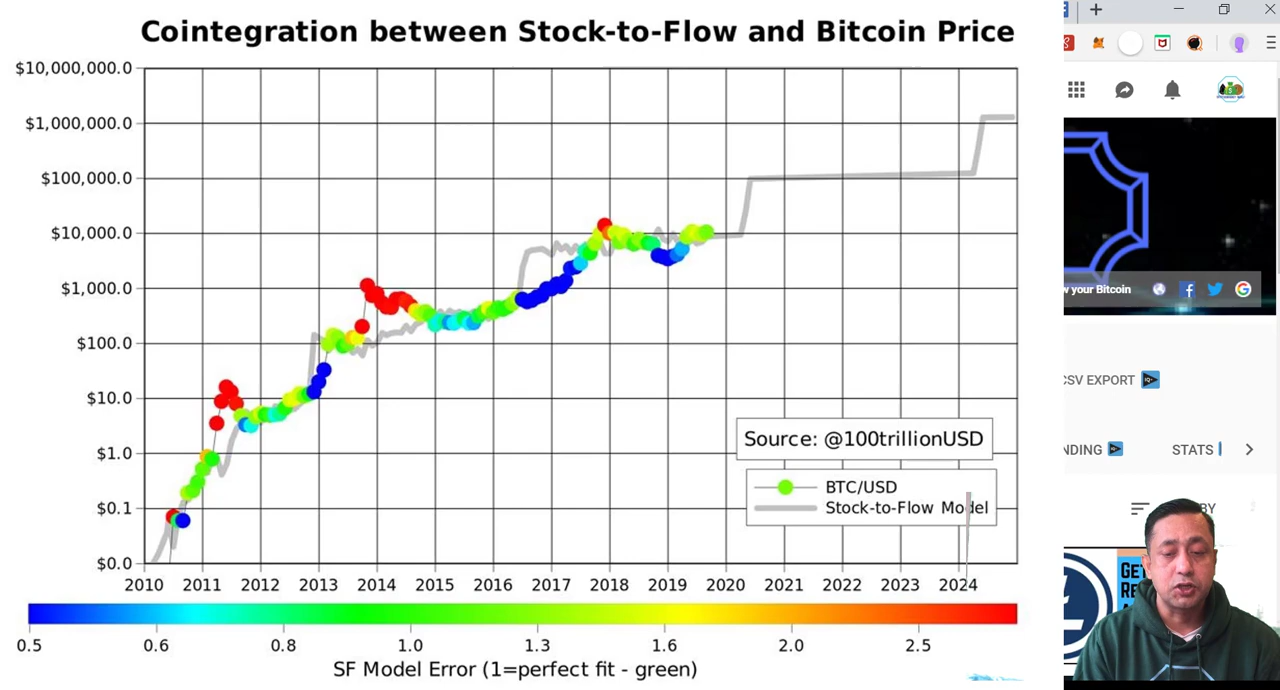 Cointegration between Stock-to-Flow and Bitcoin Price
$10,000,000.0
$1,000,000.0
$100,000.0
$10,000.0
$1,000.0
$100.0
$10.0
$1.0
$0.1
$0.0
2010 2011 2012 2013 2014 2015 2016 2017 2018 2019 2020 2021 2022 2023 2024
Source: @100trillionUSD
BTC/USD
Stock-to-Flow Model
0.5 0.6 0.8 1.0 1.3 1.6 2.0 2.5
SF Model Error (1=perfect fit - green)
w your Bitcoin
CSV EXPORT
NDING
STATS
BY
GET